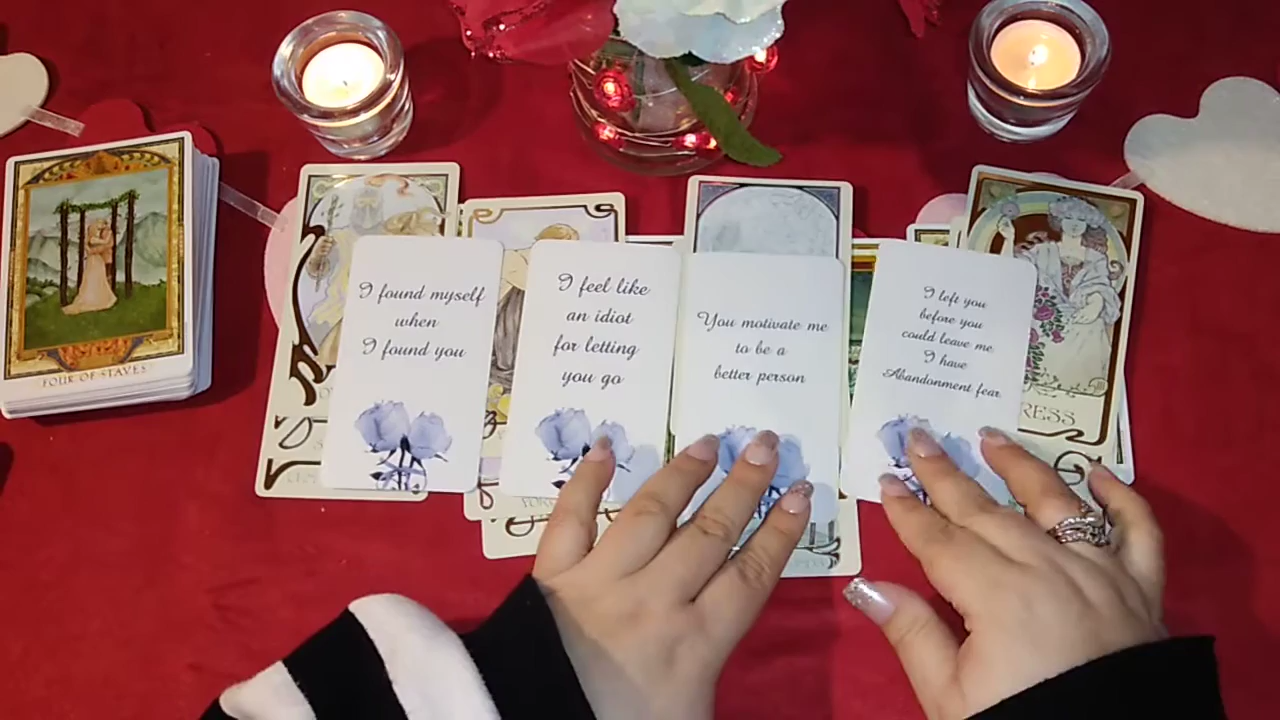 FOUR OF STAVES
I found myself
when
I found you
I feel like
an idiot
for letting
you go
You motivate me
to be a
better person
I left you
before you
could leave me
I have
Abandonment fear
RESS